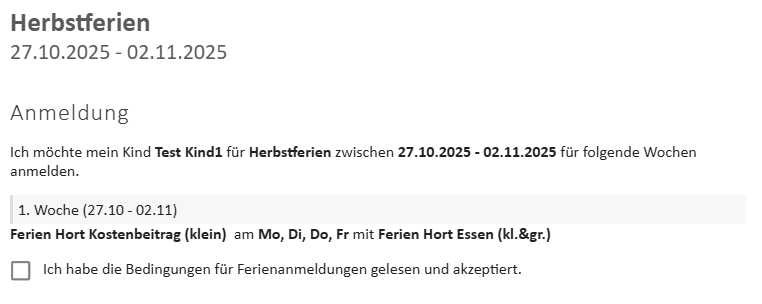 Herbstferien
27.10.2025 - 02.11.2025
Anmeldung
Ich möchte mein Kind Test Kind1 für Herbstferien zwischen 27.10.2025 - 02.11.2025 für folgende Wochen
anmelden.
1. Woche (27.10 - 02.11)
Ferien Hort Kostenbeitrag (klein) am Mo, Di, Do, Fr mit Ferien Hort Essen (kl.&gr.)
Ich habe die Bedingungen für Ferienanmeldungen gelesen und akzeptiert.